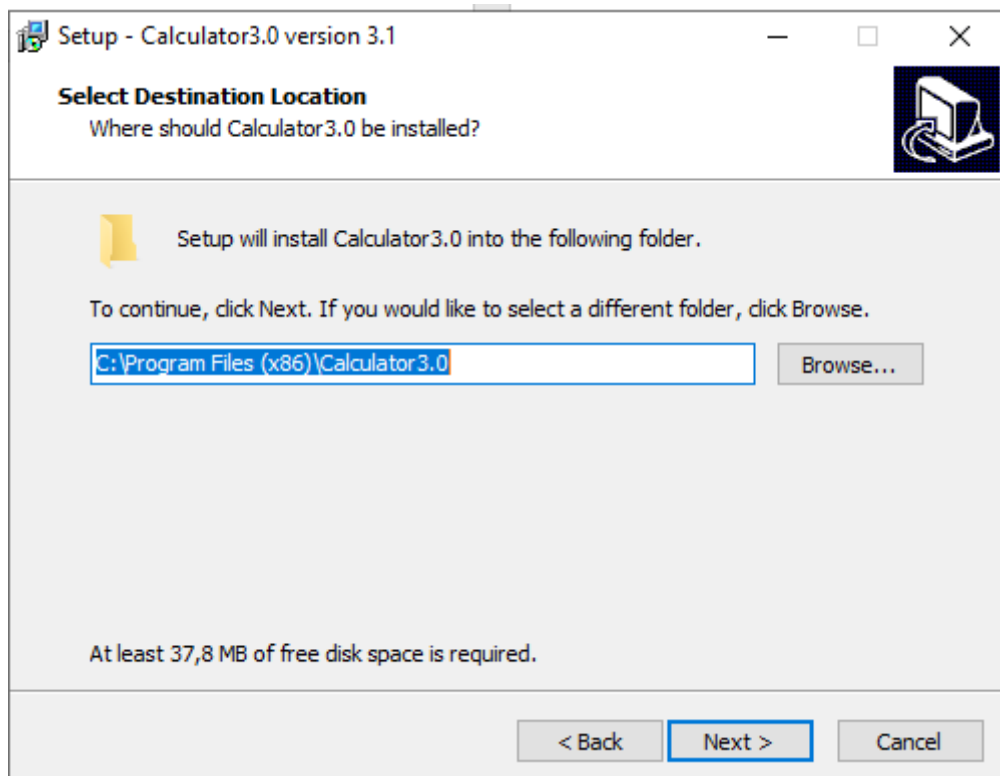 Setup - Calculator3.0 version 3.1
Select Destination Location
Where should Calculator3.0 be installed?
Setup will install Calculator3.0 into the following folder.
To continue, click Next. If you would like to select a different folder, click Browse.
C:\Program Files (x86)\Calculator3.0
Browse...
At least 37,8 MB of free disk space is required.
< Back
Next >
Cancel